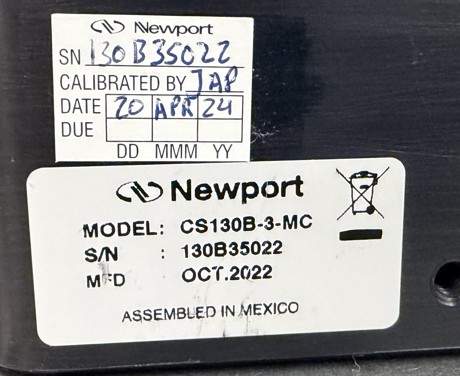 Newport
SN 130B35022
CALIBRATED BY JAP
DATE 20 APR 24
DUE
DD MMM YY
Newport
MODEL: CS130B-3-MC
S/N : 130B35022
MFD OCT.2022
ASSEMBLED IN MEXICO